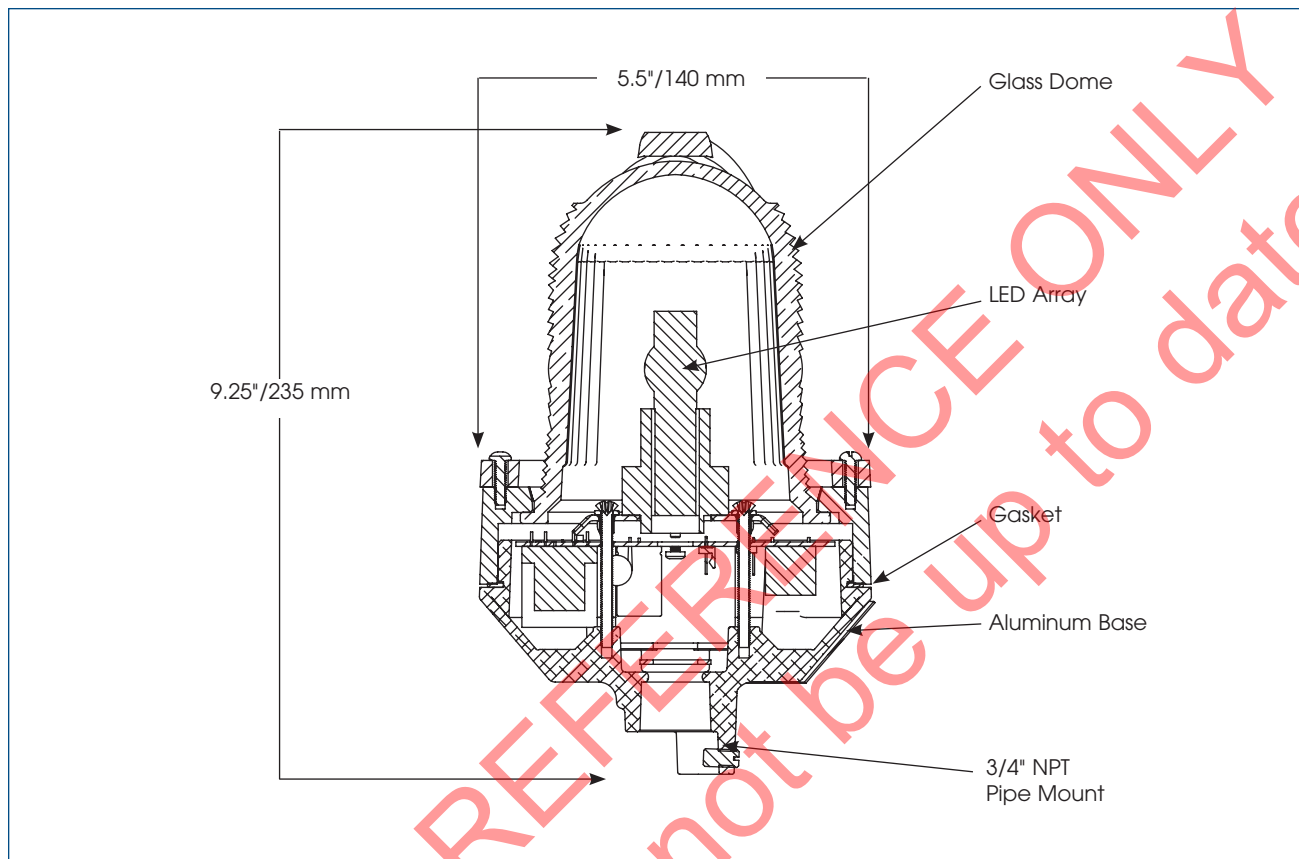 5.5"/140 mm
Glass Dome
LED Array
9.25"/235 mm
Gasket
Aluminum Base
3/4" NPT
Pipe Mount
REFERENCE ONLY
not be up to date